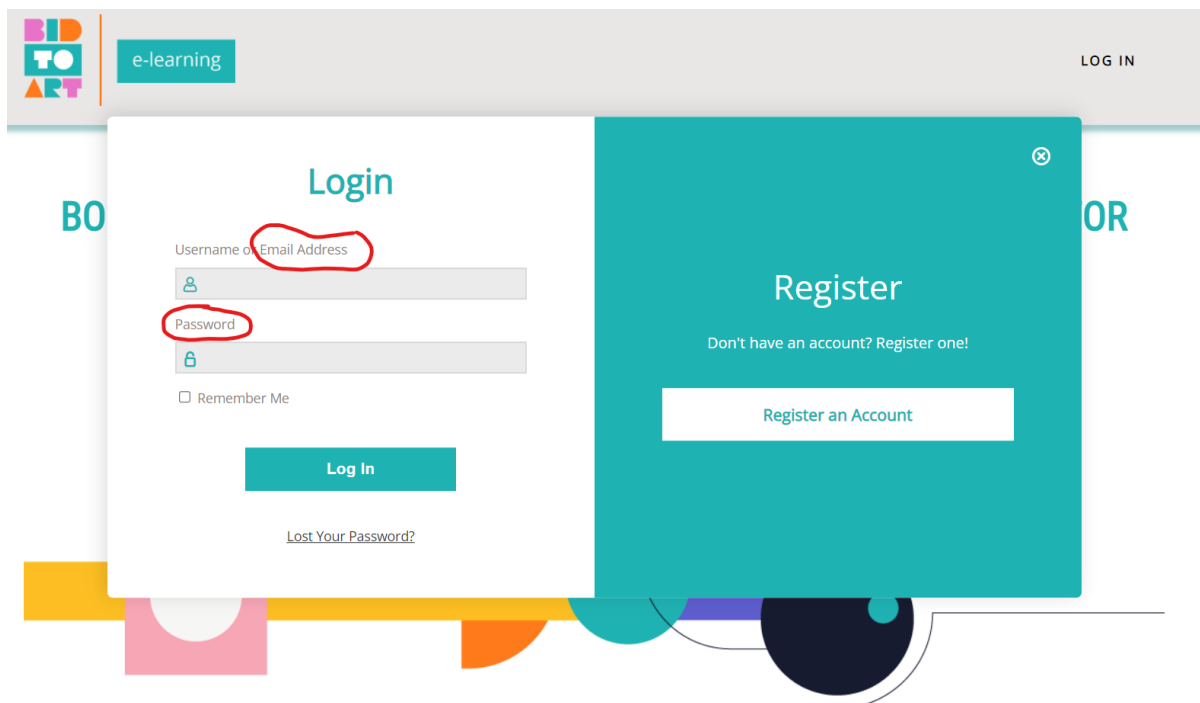 BID
TO
ART
e-learning
LOG IN
BO
OR
Login
Username or Email Address
Password
Remember Me
Log In
Lost Your Password?
Register
Don't have an account? Register one!
Register an Account